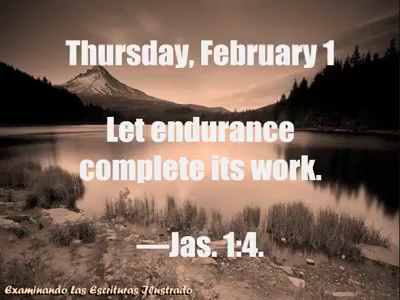 Thursday, February 1
Let endurance
complete its work.
—Jas. 1:4.
Examinando Las Escrituras Ilustrado